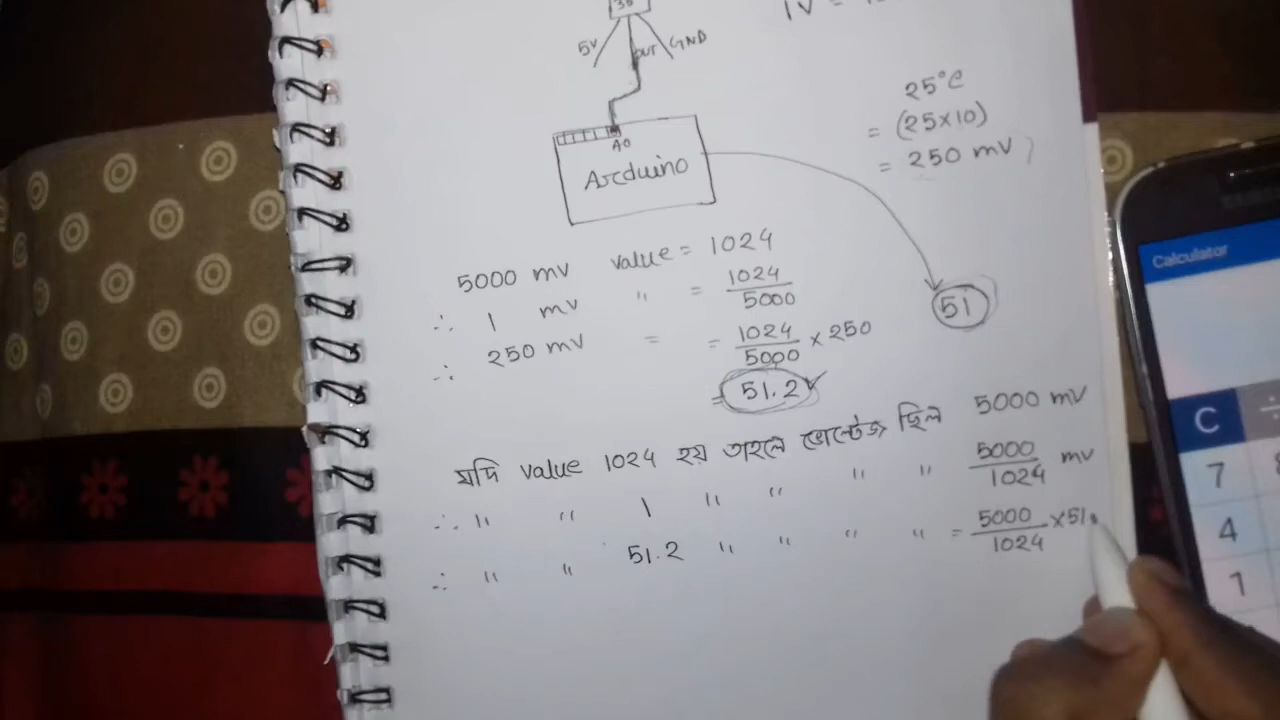 35
5V OUT GND
A0
Arduino
1V =
25°C
= (25×10)
= 250 mV
51
5000 mV value = 1024
∴ 1 mv " = 1024/5000
∴ 250 mV = = 1024/5000 × 250
= 51.2
যদি value 1024 হয় তাহলে ভোল্টেজ ছিল 5000 mV
∴ " " 1 " " " " 5000/1024 mv
∴ " " 51.2 " " " " = 5000/1024 ×51.
Calculator
C ÷
7
4
1